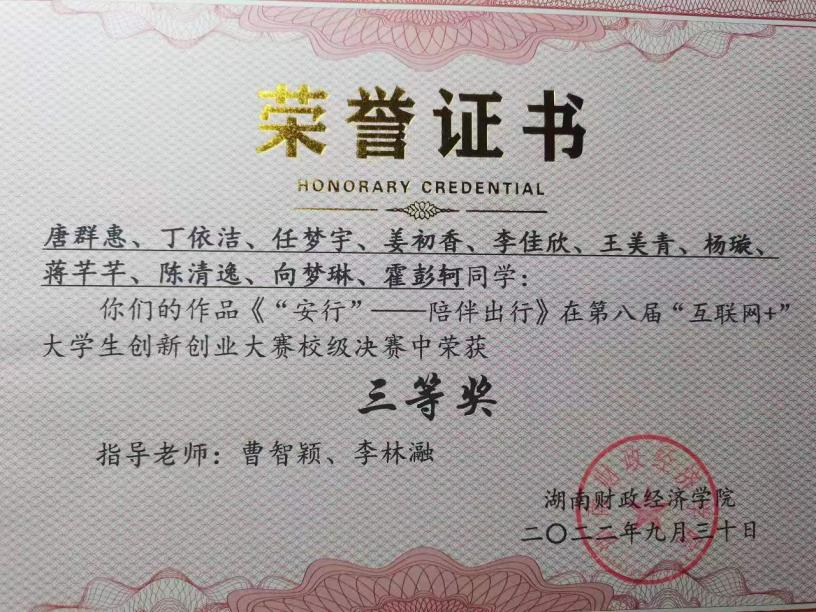 荣誉证书
HONORARY CREDENTIAL
唐群惠、丁依洁、任梦宇、姜初香、李佳欣、王美青、杨璇、
蒋芊芊、陈清逸、向梦琳、霍彭轲同学：
你们的作品《“安行”——陪伴出行》在第八届“互联网+”
大学生创新创业大赛校级决赛中荣获
三等奖
指导老师：曹智颖、李林瀜
湖南财政经济学院
二〇二二年九月三十日